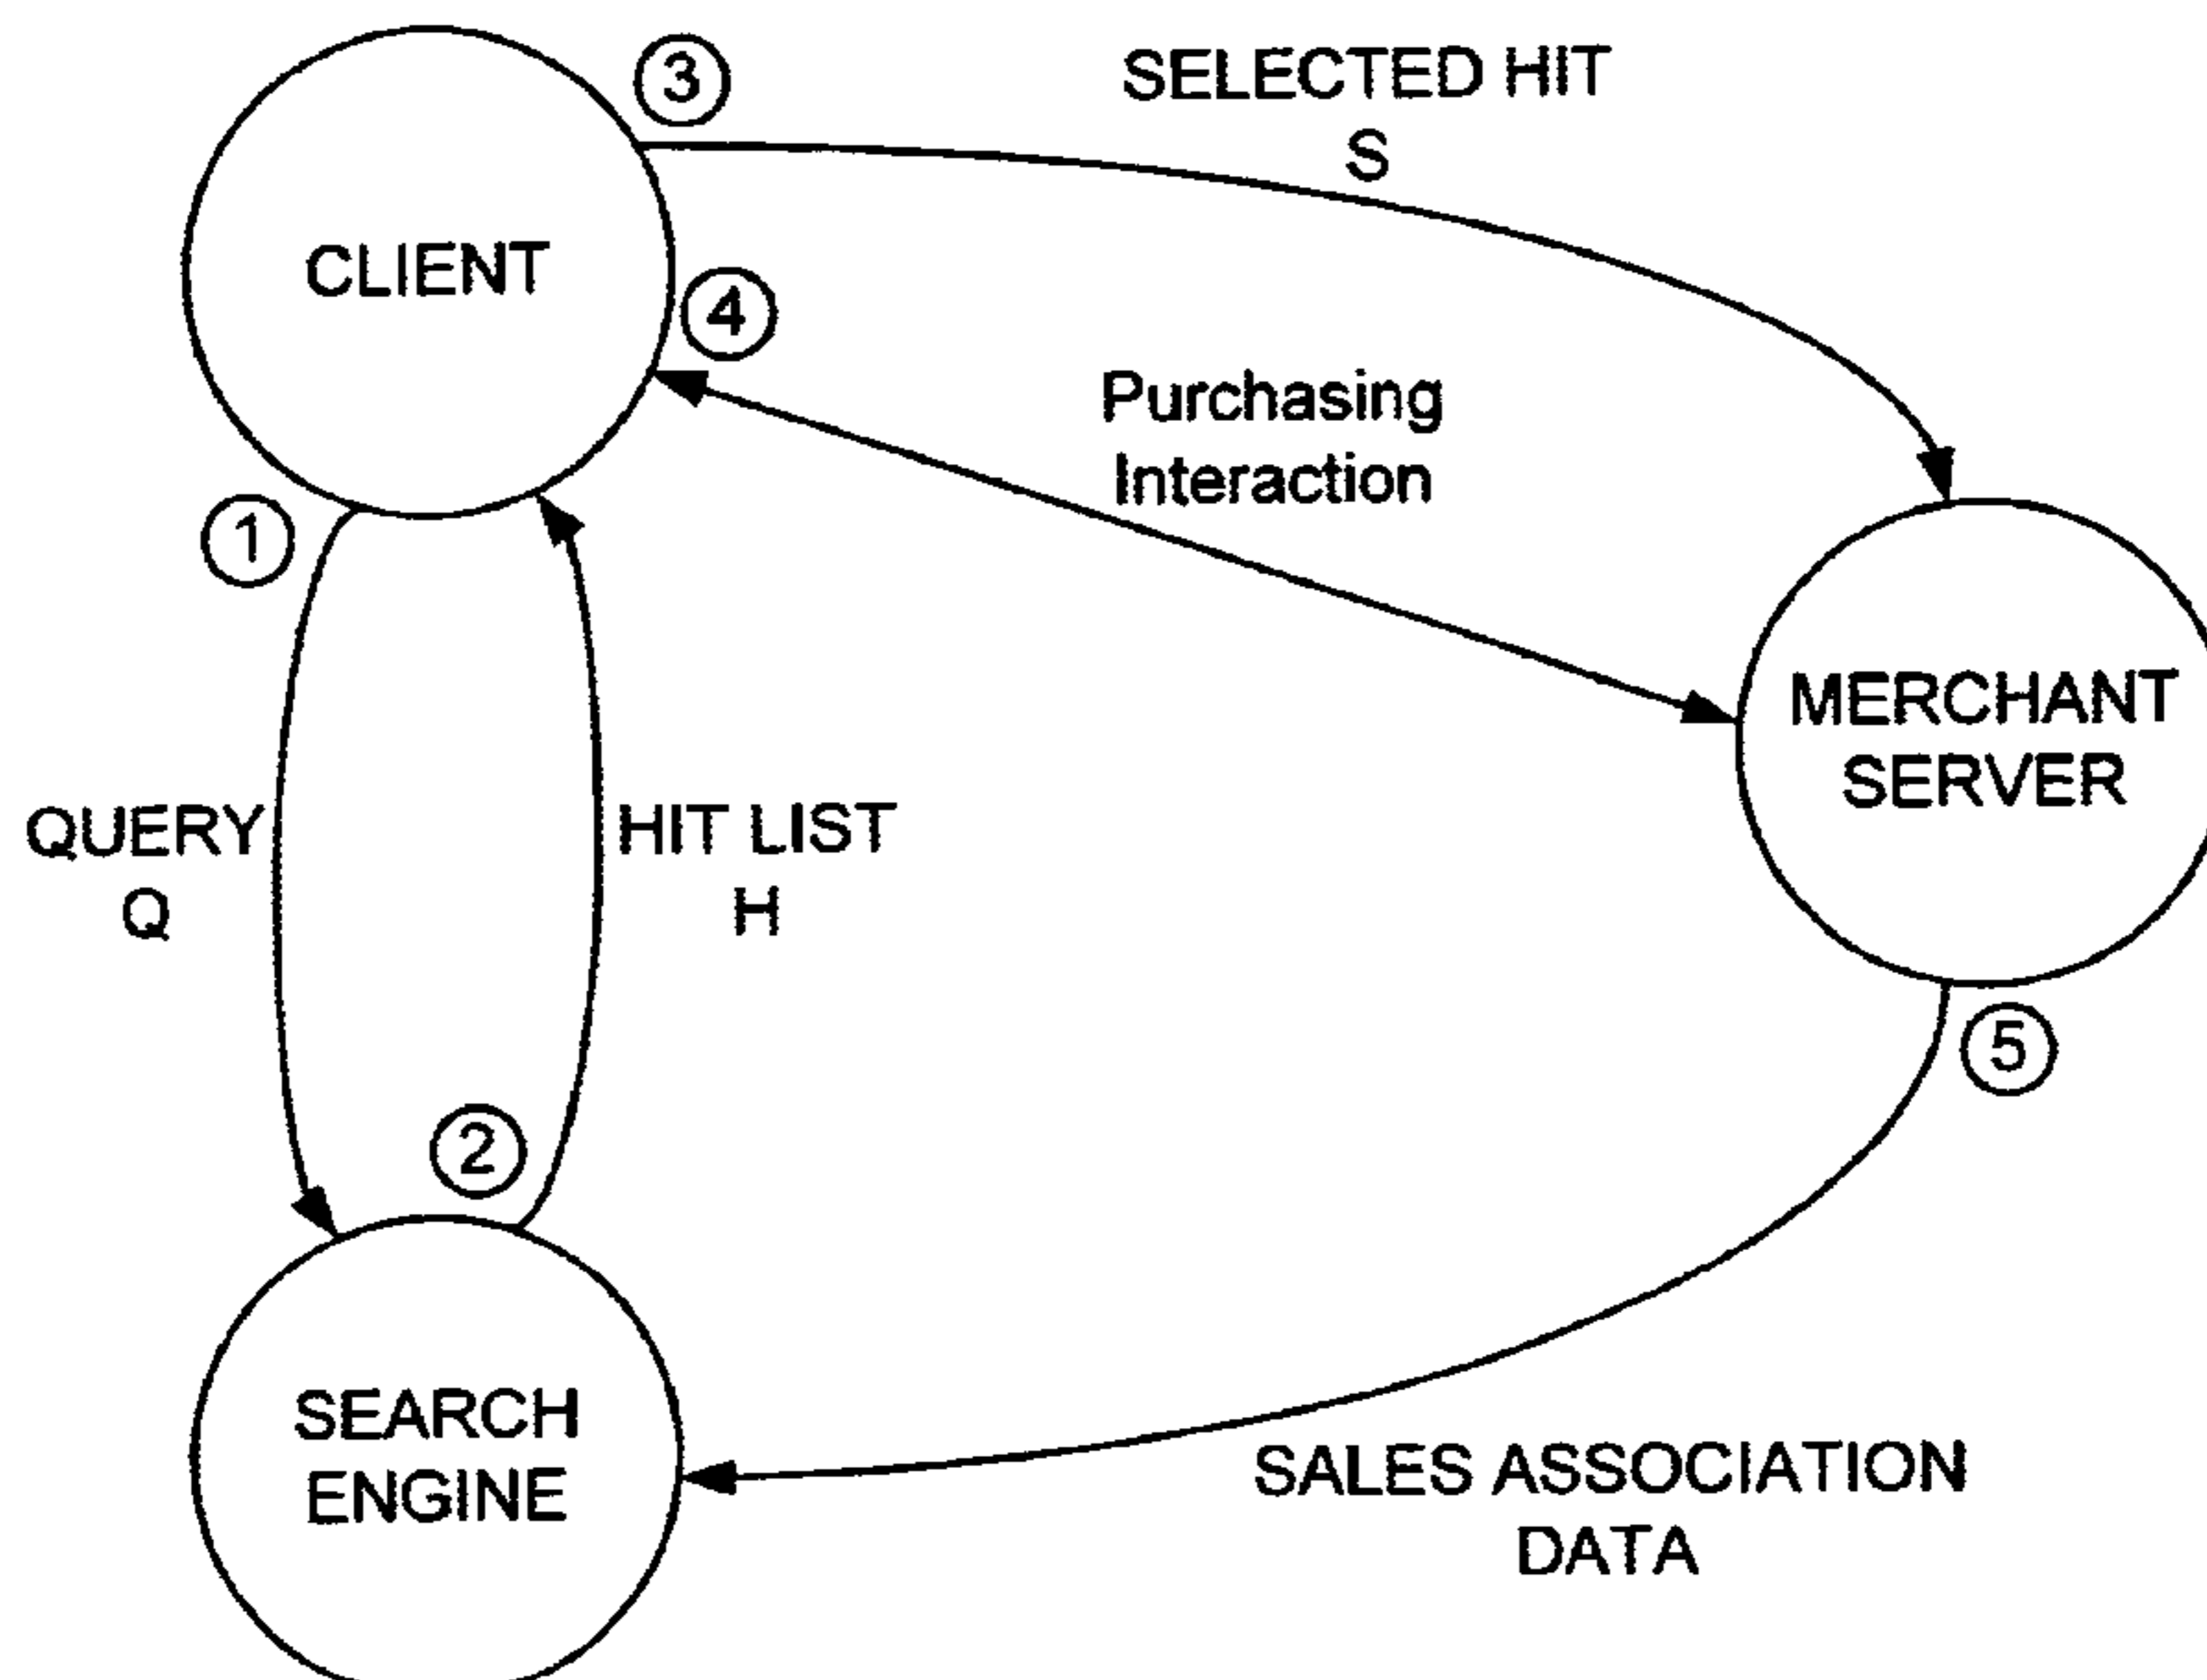 ③
SELECTED HIT
S
CLIENT
④
Purchasing
Interaction
①
MERCHANT
SERVER
QUERY
Q
HIT LIST
H
⑤
②
SEARCH
ENGINE
SALES ASSOCIATION
DATA